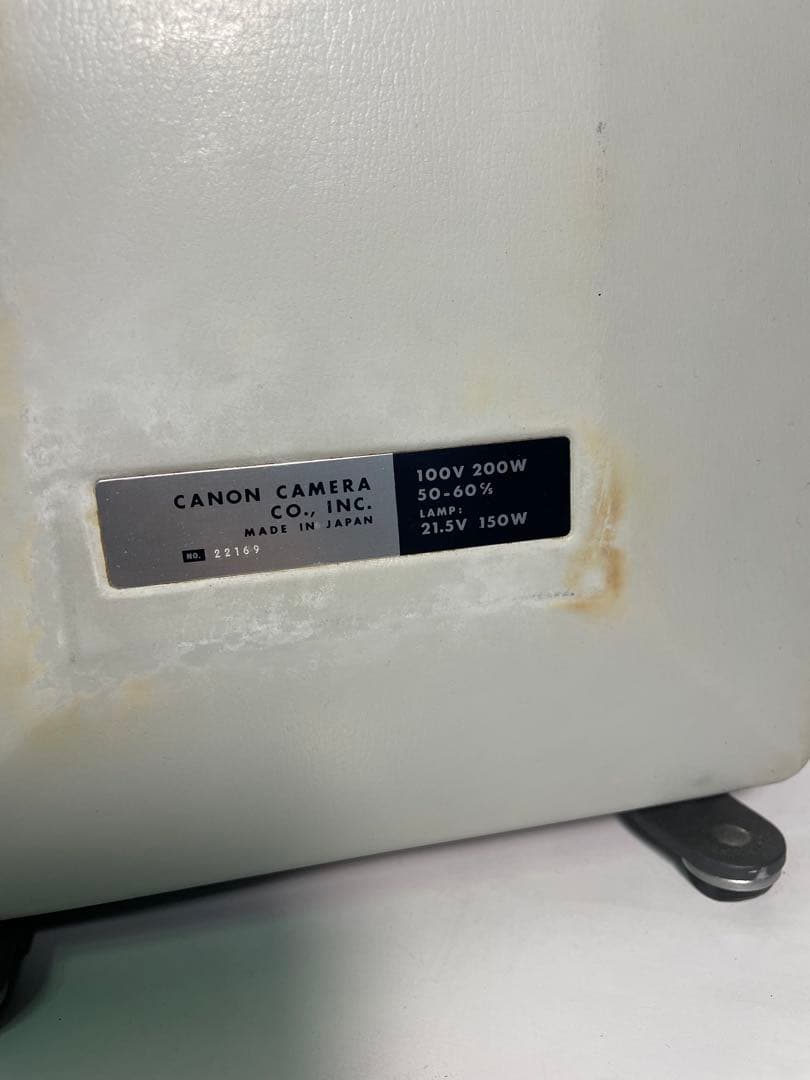 CANON CAMERA
CO., INC.
MADE IN JAPAN
NO. 22169
100V 200W
50-60 c/s
LAMP:
21.5V 150W